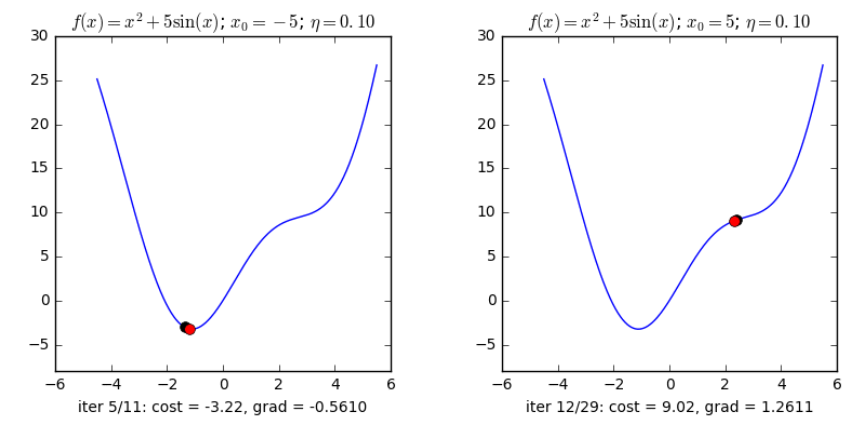 f(x) = x² + 5sin(x); x₀ = −5; η = 0.10
30
25
20
15
10
5
0
−5
−6 −4 −2 0 2 4 6
iter 5/11: cost = -3.22, grad = -0.5610
f(x) = x² + 5sin(x); x₀ = 5; η = 0.10
30
25
20
15
10
5
0
−5
−6 −4 −2 0 2 4 6
iter 12/29: cost = 9.02, grad = 1.2611